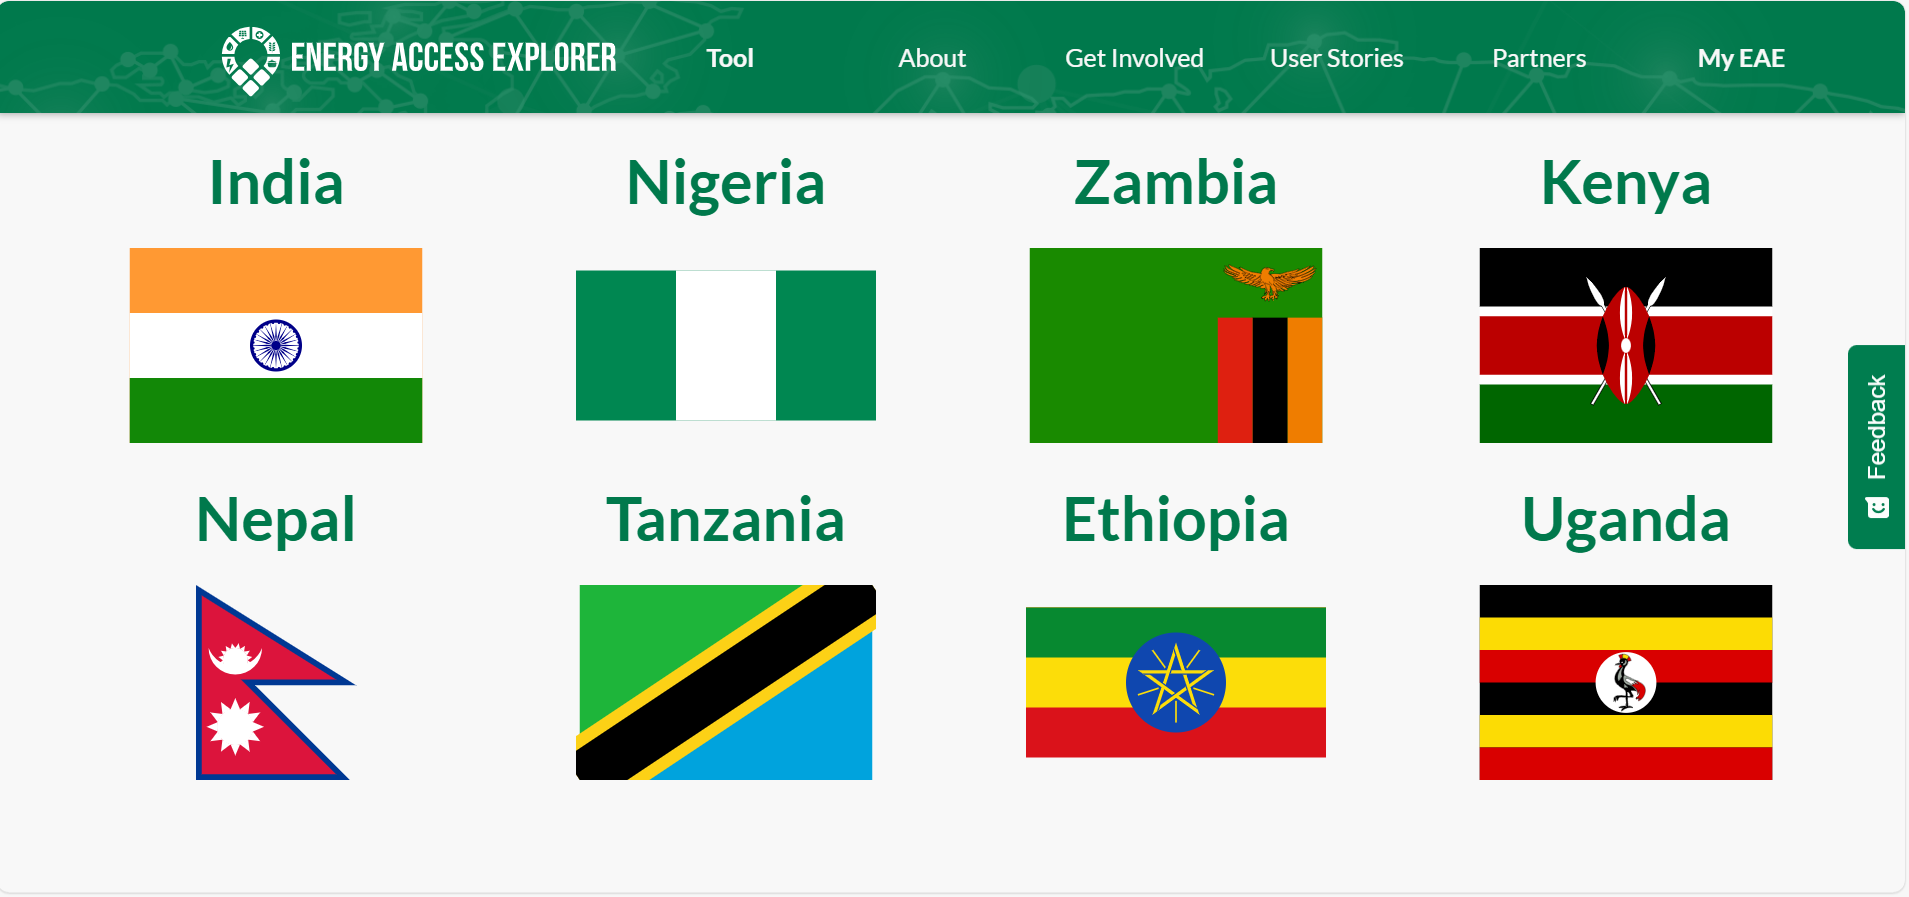 ENERGY ACCESS EXPLORER
Tool
About
Get Involved
User Stories
Partners
My EAE
India
Nigeria
Zambia
Kenya
Feedback
Nepal
Tanzania
Ethiopia
Uganda